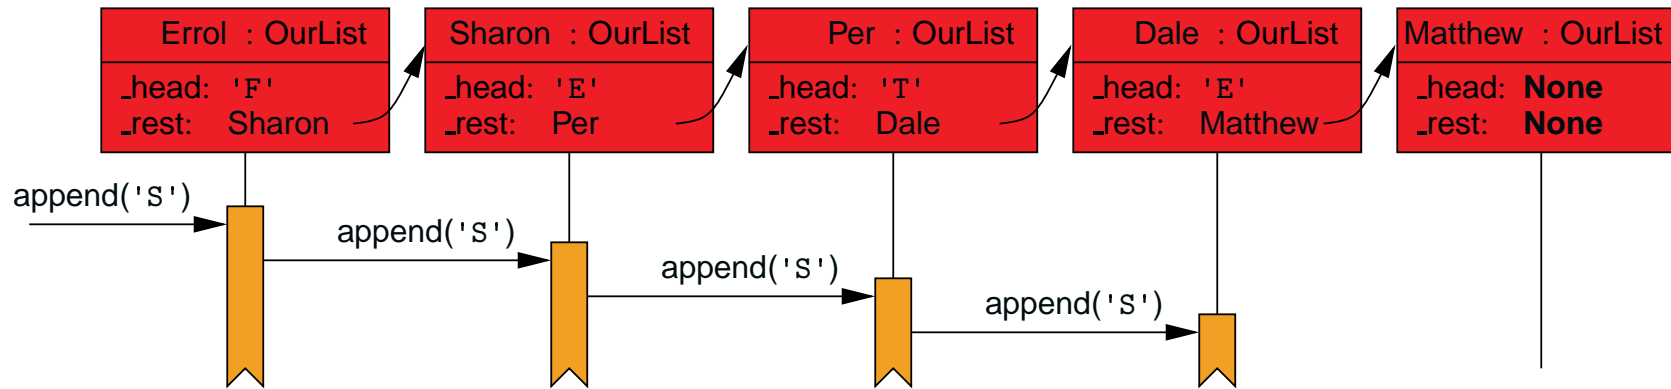 Errol : OurList
_head: 'F'
_rest: Sharon
Sharon : OurList
_head: 'E'
_rest: Per
Per : OurList
_head: 'T'
_rest: Dale
Dale : OurList
_head: 'E'
_rest: Matthew
Matthew : OurList
_head: None
_rest: None
append('S')
append('S')
append('S')
append('S')